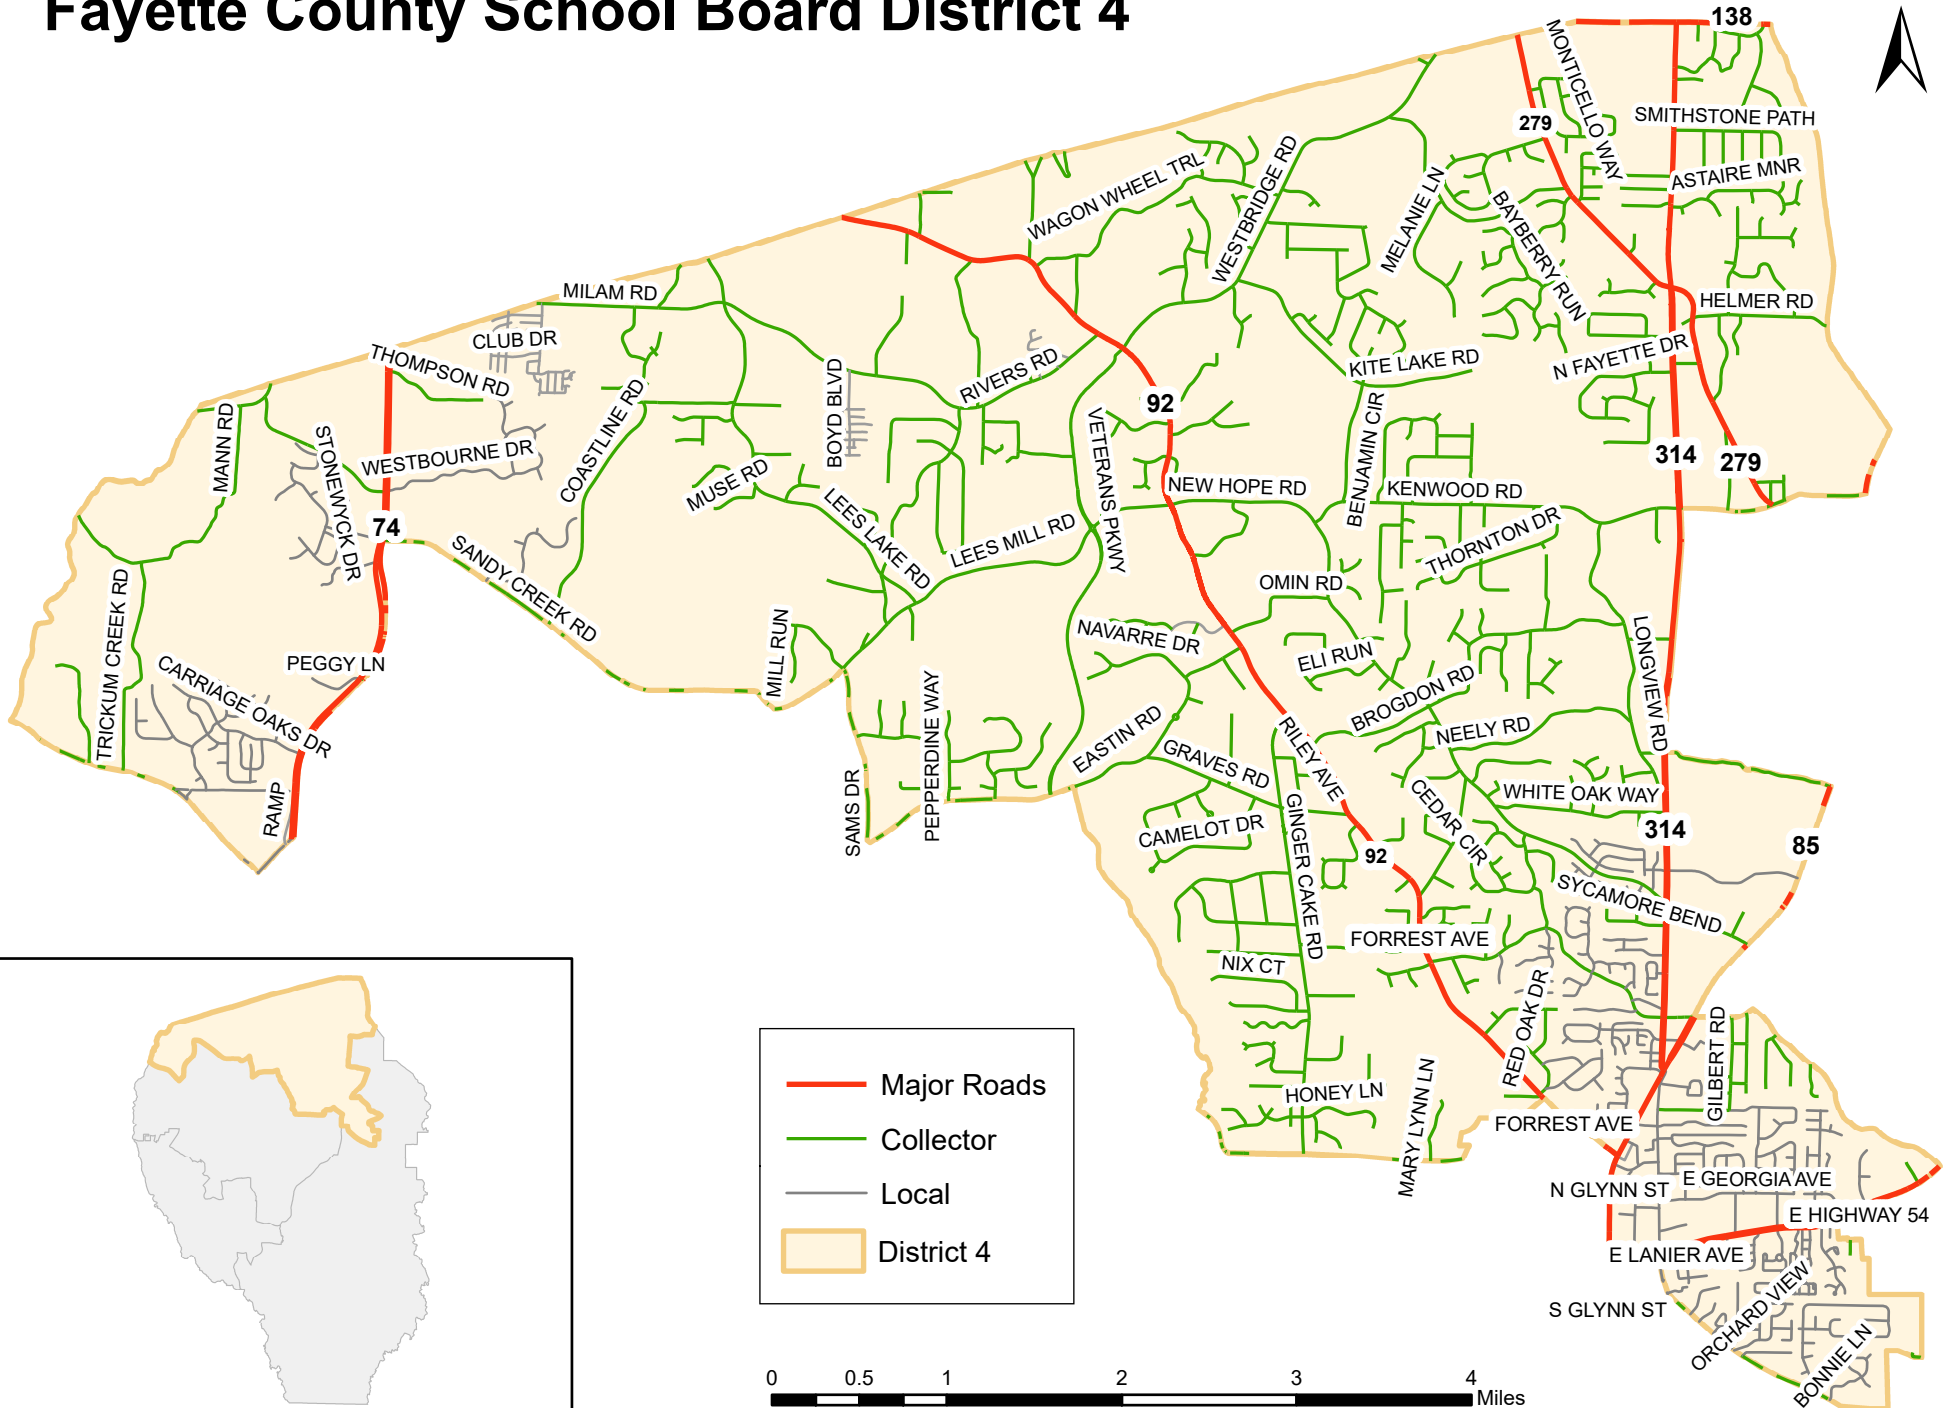 Fayette County School Board District 4
138
MONTICELLO WAY
279
SMITHSTONE PATH
ASTAIRE MNR
WAGON WHEEL TRL
WESTBRIDGE RD
MELANIE LN
BAYBERRY RUN
MILAM RD
HELMER RD
CLUB DR
THOMPSON RD
N FAYETTE DR
KITE LAKE RD
RIVERS RD
BOYD BLVD
COASTLINE RD
MANN RD
STONEWYCK DR
WESTBOURNE DR
92
VETERANS PKWY
BENJAMIN CIR
314
279
MUSE RD
NEW HOPE RD
KENWOOD RD
LEES LAKE RD
LEES MILL RD
THORNTON DR
74
SANDY CREEK RD
OMIN RD
TRICKUM CREEK RD
NAVARRE DR
MILL RUN
ELI RUN
LONGVIEW RD
PEGGY LN
CARRIAGE OAKS DR
PEPPERDINE WAY
BROGDON RD
NEELY RD
EASTIN RD
RILEY AVE
GRAVES RD
RAMP
SAMS DR
GINGER CAKE RD
CEDAR CIR
WHITE OAK WAY
CAMELOT DR
314
85
92
SYCAMORE BEND
FORREST AVE
NIX CT
RED OAK DR
GILBERT RD
HONEY LN
MARY LYNN LN
FORREST AVE
E GEORGIA AVE
N GLYNN ST
E HIGHWAY 54
E LANIER AVE
S GLYNN ST
ORCHARD VIEW
BONNIE LN
Major Roads
Collector
Local
District 4
0 0.5 1 2 3 4
Miles